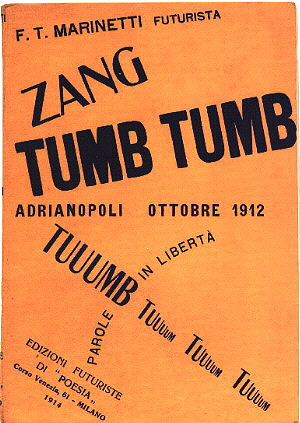 F. T. MARINETTI FUTURISTA
ZANG
TUMB TUMB
ADRIANOPOLI OTTOBRE 1912
TUUUMB TUUuum TUUuum TUUuum
PAROLE IN LIBERTÀ
EDIZIONI FUTURISTE
DI "POESIA"
Corso Venezia, 61 - MILANO
1914